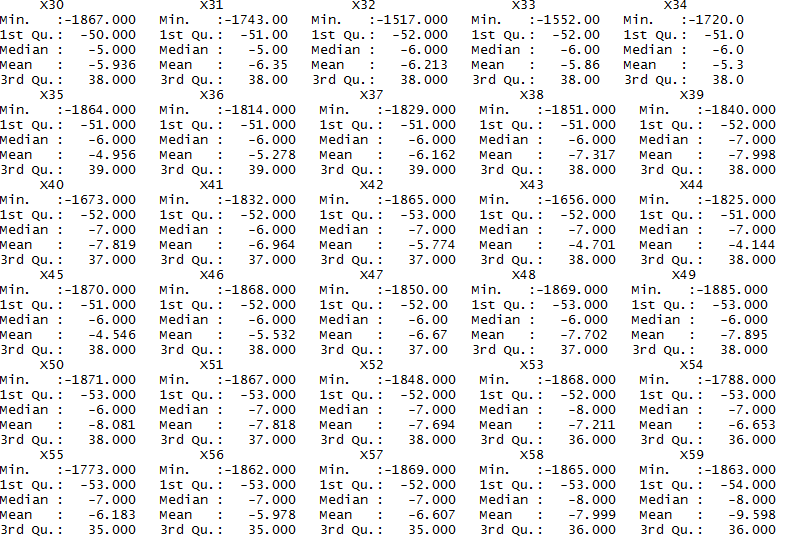 X30 X31 X32 X33 X34
Min. :-1867.000 Min. :-1743.00 Min. :-1517.000 Min. :-1552.00 Min. :-1720.0
1st Qu.: -50.000 1st Qu.: -51.00 1st Qu.: -52.000 1st Qu.: -52.00 1st Qu.: -51.0
Median : -5.000 Median : -5.00 Median : -6.000 Median : -6.00 Median : -6.0
Mean : -5.936 Mean : -6.35 Mean : -6.213 Mean : -5.86 Mean : -5.3
3rd Qu.: 38.000 3rd Qu.: 38.00 3rd Qu.: 38.000 3rd Qu.: 38.00 3rd Qu.: 38.0
X35 X36 X37 X38 X39
Min. :-1864.000 Min. :-1814.000 Min. :-1829.000 Min. :-1851.000 Min. :-1840.000
1st Qu.: -51.000 1st Qu.: -51.000 1st Qu.: -51.000 1st Qu.: -51.000 1st Qu.: -52.000
Median : -6.000 Median : -6.000 Median : -6.000 Median : -6.000 Median : -7.000
Mean : -4.956 Mean : -5.278 Mean : -6.162 Mean : -7.317 Mean : -7.998
3rd Qu.: 39.000 3rd Qu.: 39.000 3rd Qu.: 39.000 3rd Qu.: 38.000 3rd Qu.: 38.000
X40 X41 X42 X43 X44
Min. :-1673.000 Min. :-1832.000 Min. :-1865.000 Min. :-1656.000 Min. :-1825.000
1st Qu.: -52.000 1st Qu.: -52.000 1st Qu.: -53.000 1st Qu.: -52.000 1st Qu.: -51.000
Median : -7.000 Median : -6.000 Median : -7.000 Median : -7.000 Median : -7.000
Mean : -7.819 Mean : -6.964 Mean : -5.774 Mean : -4.701 Mean : -4.144
3rd Qu.: 37.000 3rd Qu.: 37.000 3rd Qu.: 37.000 3rd Qu.: 38.000 3rd Qu.: 38.000
X45 X46 X47 X48 X49
Min. :-1870.000 Min. :-1868.000 Min. :-1850.00 Min. :-1869.000 Min. :-1885.000
1st Qu.: -51.000 1st Qu.: -52.000 1st Qu.: -52.00 1st Qu.: -53.000 1st Qu.: -53.000
Median : -6.000 Median : -6.000 Median : -6.00 Median : -6.000 Median : -6.000
Mean : -4.546 Mean : -5.532 Mean : -6.67 Mean : -7.702 Mean : -7.895
3rd Qu.: 38.000 3rd Qu.: 38.000 3rd Qu.: 37.00 3rd Qu.: 37.000 3rd Qu.: 38.000
X50 X51 X52 X53 X54
Min. :-1871.000 Min. :-1867.000 Min. :-1848.000 Min. :-1868.000 Min. :-1788.000
1st Qu.: -53.000 1st Qu.: -53.000 1st Qu.: -52.000 1st Qu.: -52.000 1st Qu.: -53.000
Median : -6.000 Median : -7.000 Median : -7.000 Median : -8.000 Median : -7.000
Mean : -8.081 Mean : -7.818 Mean : -7.694 Mean : -7.211 Mean : -6.653
3rd Qu.: 38.000 3rd Qu.: 37.000 3rd Qu.: 38.000 3rd Qu.: 36.000 3rd Qu.: 36.000
X55 X56 X57 X58 X59
Min. :-1773.000 Min. :-1862.000 Min. :-1869.000 Min. :-1865.000 Min. :-1863.000
1st Qu.: -53.000 1st Qu.: -53.000 1st Qu.: -52.000 1st Qu.: -53.000 1st Qu.: -54.000
Median : -7.000 Median : -7.000 Median : -7.000 Median : -8.000 Median : -8.000
Mean : -6.183 Mean : -5.978 Mean : -6.607 Mean : -7.999 Mean : -9.598
3rd Qu.: 35.000 3rd Qu.: 35.000 3rd Qu.: 35.000 3rd Qu.: 36.000 3rd Qu.: 36.000